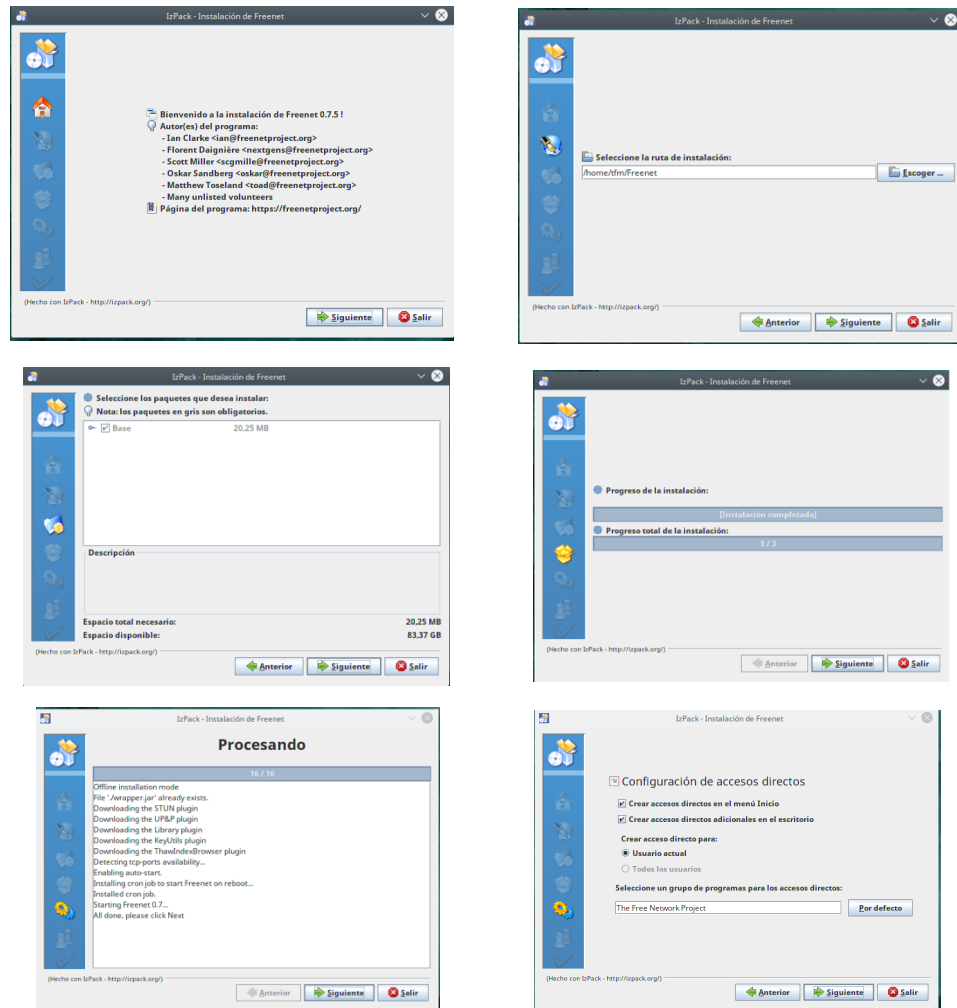 IzPack - Instalación de Freenet
Bienvenido a la instalación de Freenet 0.7.5 !
Autor(es) del programa:
- Ian Clarke <ian@freenetproject.org>
- Florent Daignière <nextgens@freenetproject.org>
- Scott Miller <scgmille@freenetproject.org>
- Oskar Sandberg <oskar@freenetproject.org>
- Matthew Toseland <toad@freenetproject.org>
- Many unlisted volunteers
Página del programa: https://freenetproject.org/
(Hecho con IzPack - http://izpack.org/)
Siguiente Salir
IzPack - Instalación de Freenet
Seleccione la ruta de instalación:
/home/tfm/Freenet Escoger ...
(Hecho con IzPack - http://izpack.org/)
Anterior Siguiente Salir
IzPack - Instalación de Freenet
Seleccione los paquetes que desea instalar:
Nota: los paquetes en gris son obligatorios.
Base 20,25 MB
Descripción
Espacio total necesario: 20,25 MB
Espacio disponible: 83,37 GB
(Hecho con IzPack - http://izpack.org/)
Anterior Siguiente Salir
IzPack - Instalación de Freenet
Progreso de la instalación:
[Instalación completada]
Progreso total de la instalación:
3 / 3
(Hecho con IzPack - http://izpack.org/)
Anterior Siguiente Salir
IzPack - Instalación de Freenet
Procesando
16 / 16
Offline installation mode
File './wrapper.jar' already exists.
Downloading the STUN plugin
Downloading the UP&P plugin
Downloading the Library plugin
Downloading the KeyUtils plugin
Downloading the ThawIndexBrowser plugin
Detecting tcp-ports availability...
Enabling auto-start.
Installing cron job to start Freenet on reboot...
Installed cron job.
Starting Freenet 0.7...
All done, please click Next
(Hecho con IzPack - http://izpack.org/)
Anterior Siguiente Salir
IzPack - Instalación de Freenet
Configuración de accesos directos
Crear accesos directos en el menú Inicio
Crear accesos directos adicionales en el escritorio
Crear acceso directo para:
Usuario actual
Todos los usuarios
Seleccione un grupo de programas para los accesos directos:
The Free Network Project Por defecto
(Hecho con IzPack - http://izpack.org/)
Anterior Siguiente Salir